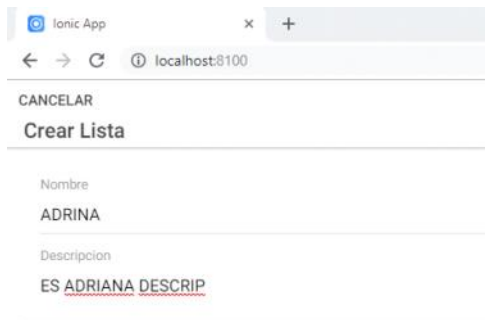 Ionic App × +
← → C ⓘ localhost:8100
CANCELAR
Crear Lista
Nombre
ADRINA
Descripcion
ES ADRIANA DESCRIP